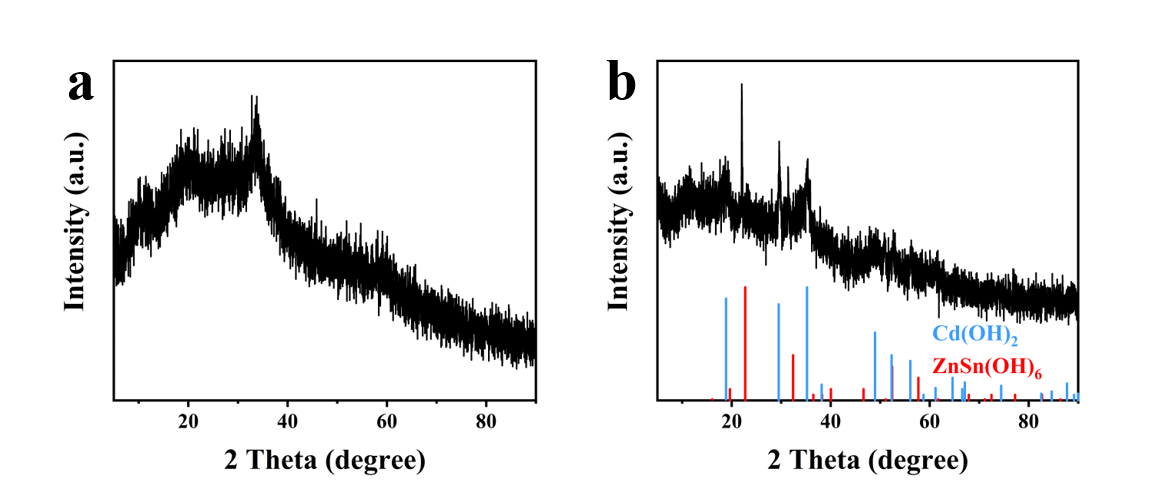 a
Intensity (a.u.)
20 40 60 80
2 Theta (degree)
b
Intensity (a.u.)
Cd(OH)₂
ZnSn(OH)₆
20 40 60 80
2 Theta (degree)